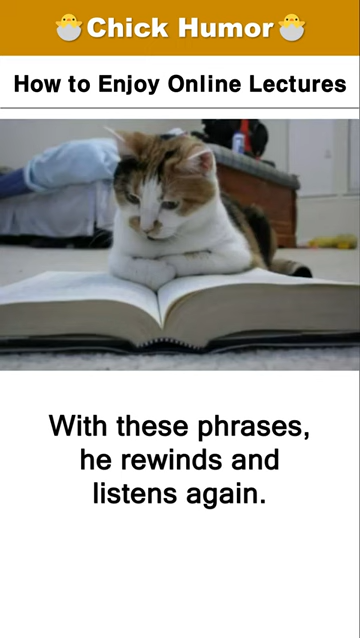 🐣Chick Humor🐣
How to Enjoy Online Lectures
With these phrases,
he rewinds and
listens again.